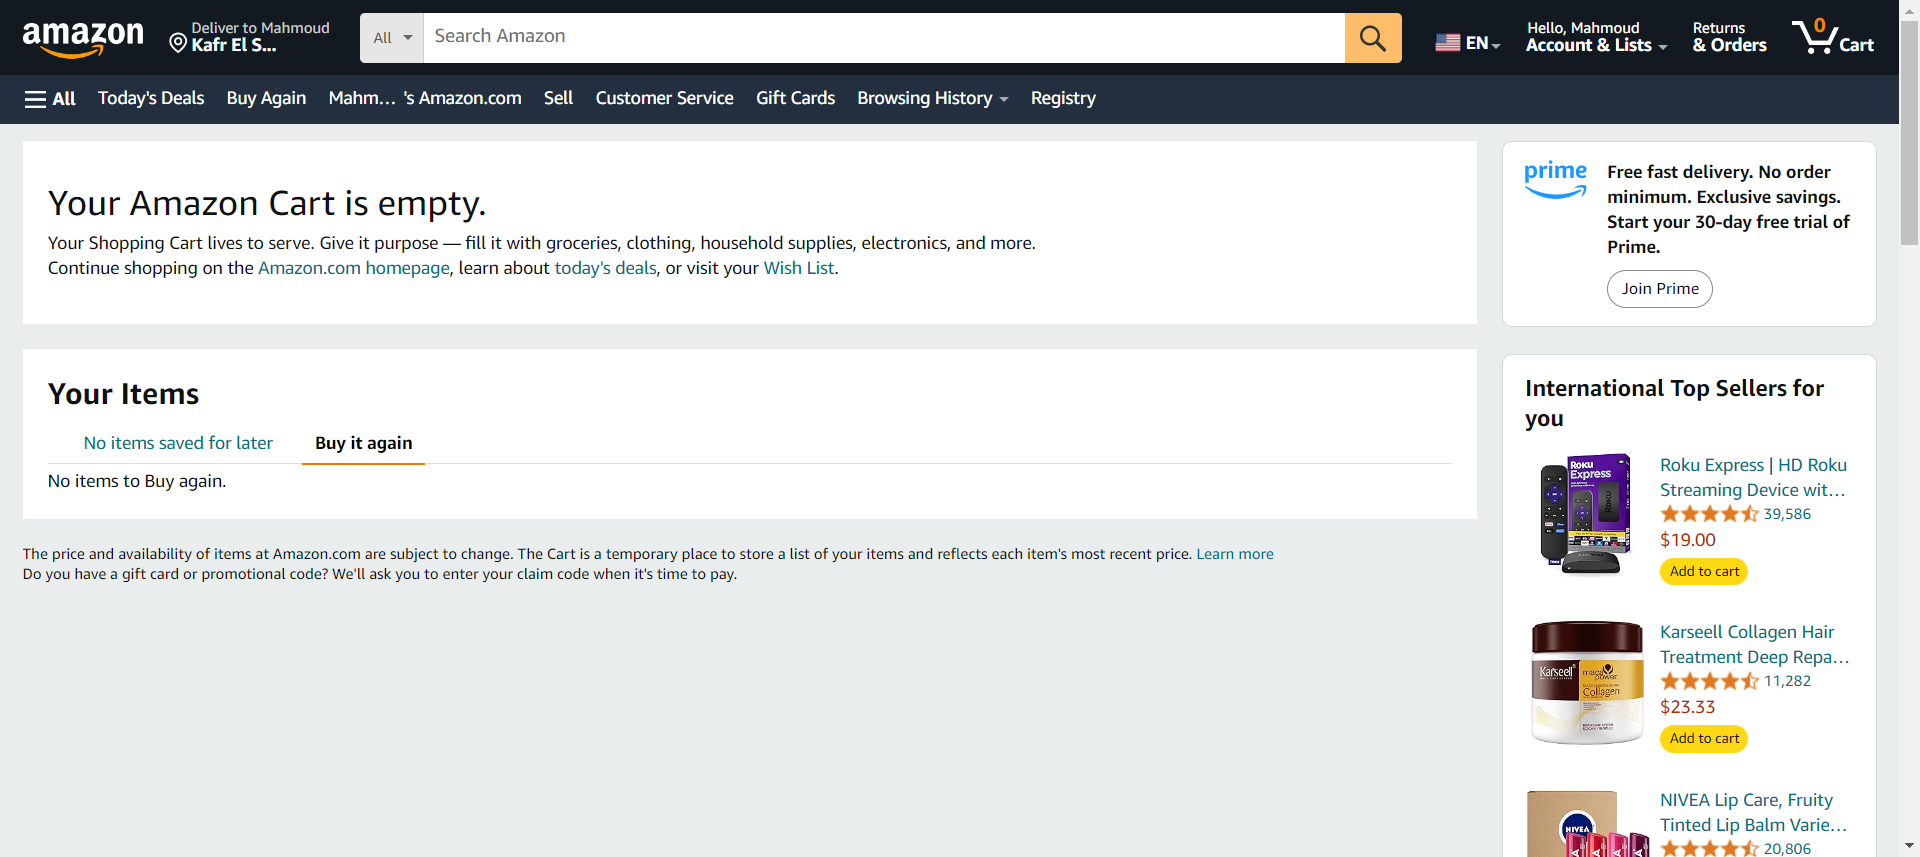 amazon
Deliver to Mahmoud
Kafr El S...
All
Search Amazon
EN
Hello, Mahmoud
Account & Lists
Returns
& Orders
0
Cart
All
Today's Deals
Buy Again
Mahm... 's Amazon.com
Sell
Customer Service
Gift Cards
Browsing History
Registry
Your Amazon Cart is empty.
Your Shopping Cart lives to serve. Give it purpose — fill it with groceries, clothing, household supplies, electronics, and more.
Continue shopping on the Amazon.com homepage, learn about today's deals, or visit your Wish List.
prime
Free fast delivery. No order
minimum. Exclusive savings.
Start your 30-day free trial of
Prime.
Join Prime
Your Items
No items saved for later
Buy it again
No items to Buy again.
The price and availability of items at Amazon.com are subject to change. The Cart is a temporary place to store a list of your items and reflects each item's most recent price. Learn more
Do you have a gift card or promotional code? We'll ask you to enter your claim code when it's time to pay.
International Top Sellers for
you
Roku
Express
ROKU
Roku Express | HD Roku
Streaming Device wit...
39,586
$19.00
Add to cart
Karseell
maca
power
Collagen
Karseell Collagen Hair
Treatment Deep Repa...
11,282
$23.33
Add to cart
NIVEA
NIVEA Lip Care, Fruity
Tinted Lip Balm Varie...
20,806